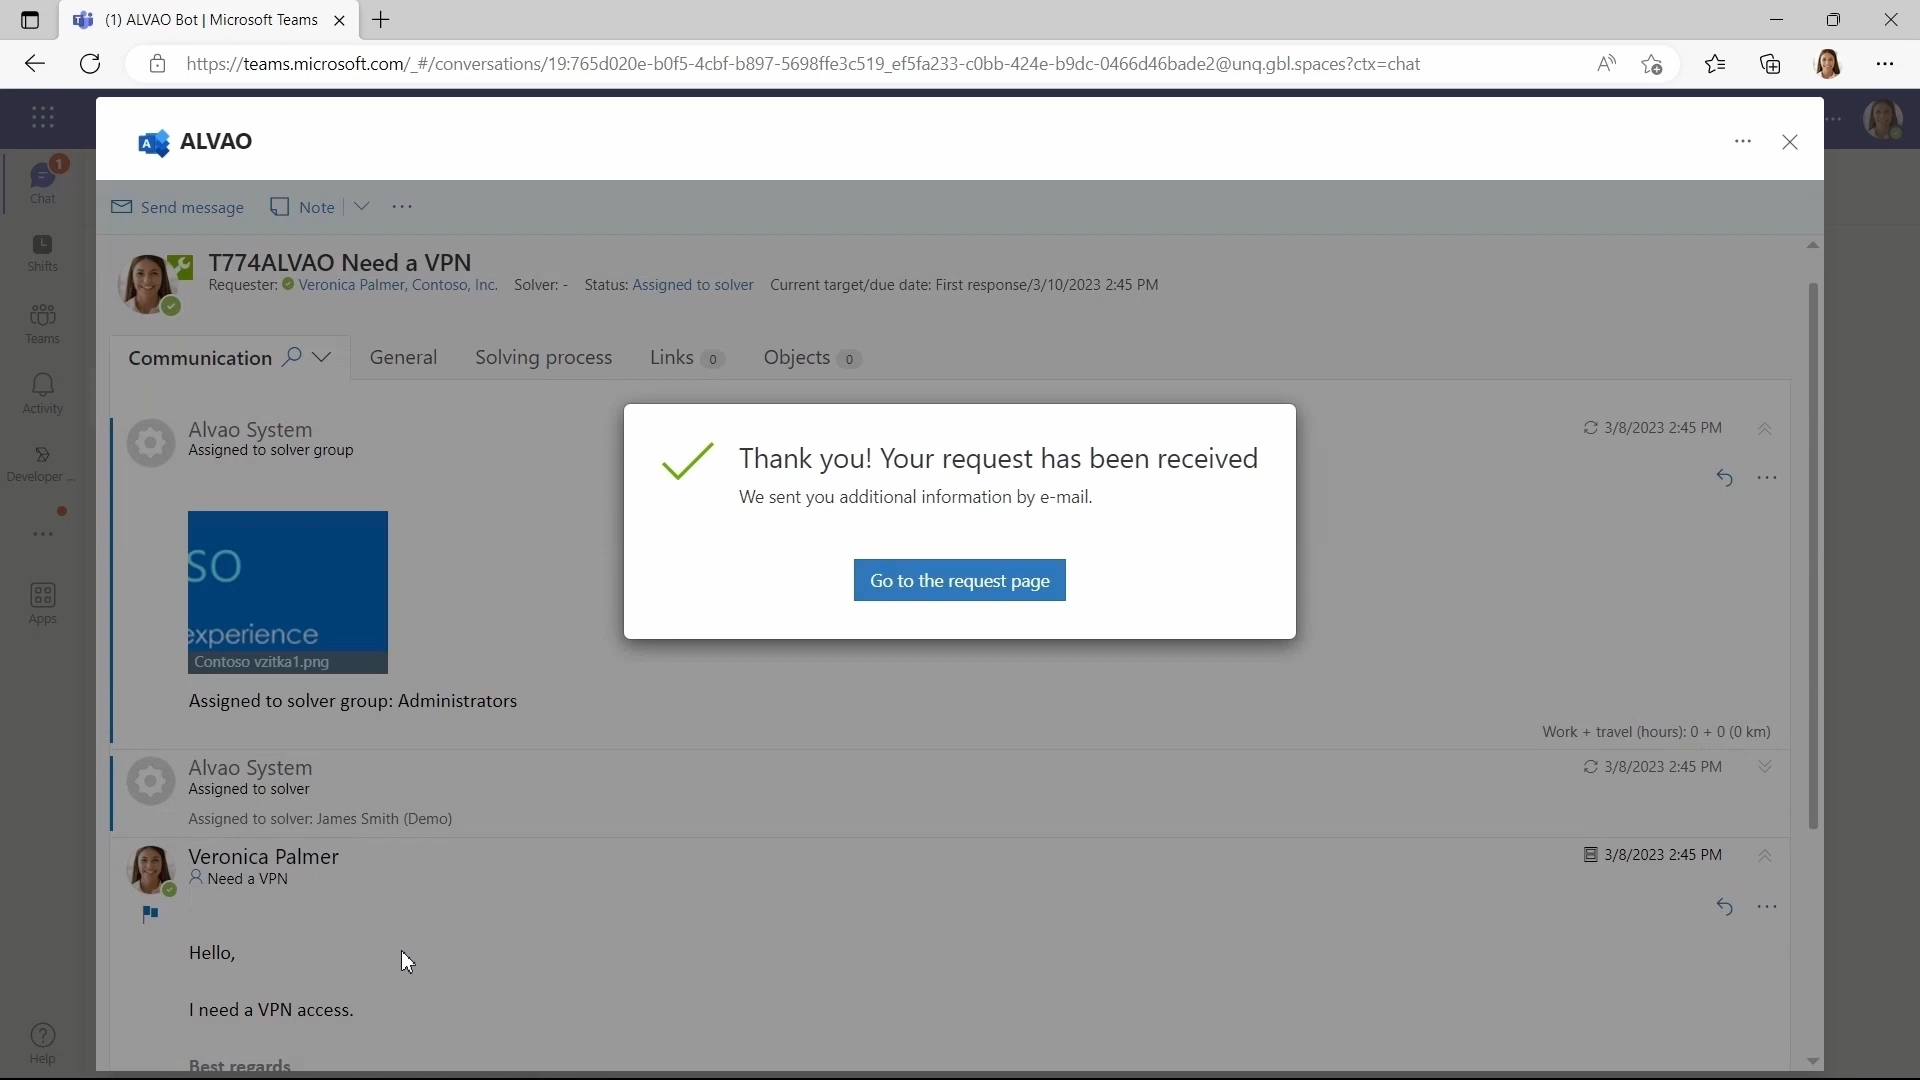 (1) ALVAO Bot | Microsoft Teams
https://teams.microsoft.com/_#/conversations/19:765d020e-b0f5-4cbf-b897-5698ffe3c519_ef5fa233-c0bb-424e-b9dc-0466d46bade2@unq.gbl.spaces?ctx=chat
ALVAO
1
Chat
Shifts
Teams
Activity
Developer ...
Apps
Help
Send message Note
T774ALVAO Need a VPN
Requester: Veronica Palmer, Contoso, Inc. Solver: - Status: Assigned to solver Current target/due date: First response/3/10/2023 2:45 PM
Communication General Solving process Links 0 Objects 0
Alvao System 3/8/2023 2:45 PM
Assigned to solver group
Thank you! Your request has been received
We sent you additional information by e-mail.
Go to the request page
so
experience
Contoso vzitka1.png
Assigned to solver group: Administrators
Work + travel (hours): 0 + 0 (0 km)
Alvao System 3/8/2023 2:45 PM
Assigned to solver
Assigned to solver: James Smith (Demo)
Veronica Palmer 3/8/2023 2:45 PM
Need a VPN
Hello,
I need a VPN access.
Best regards